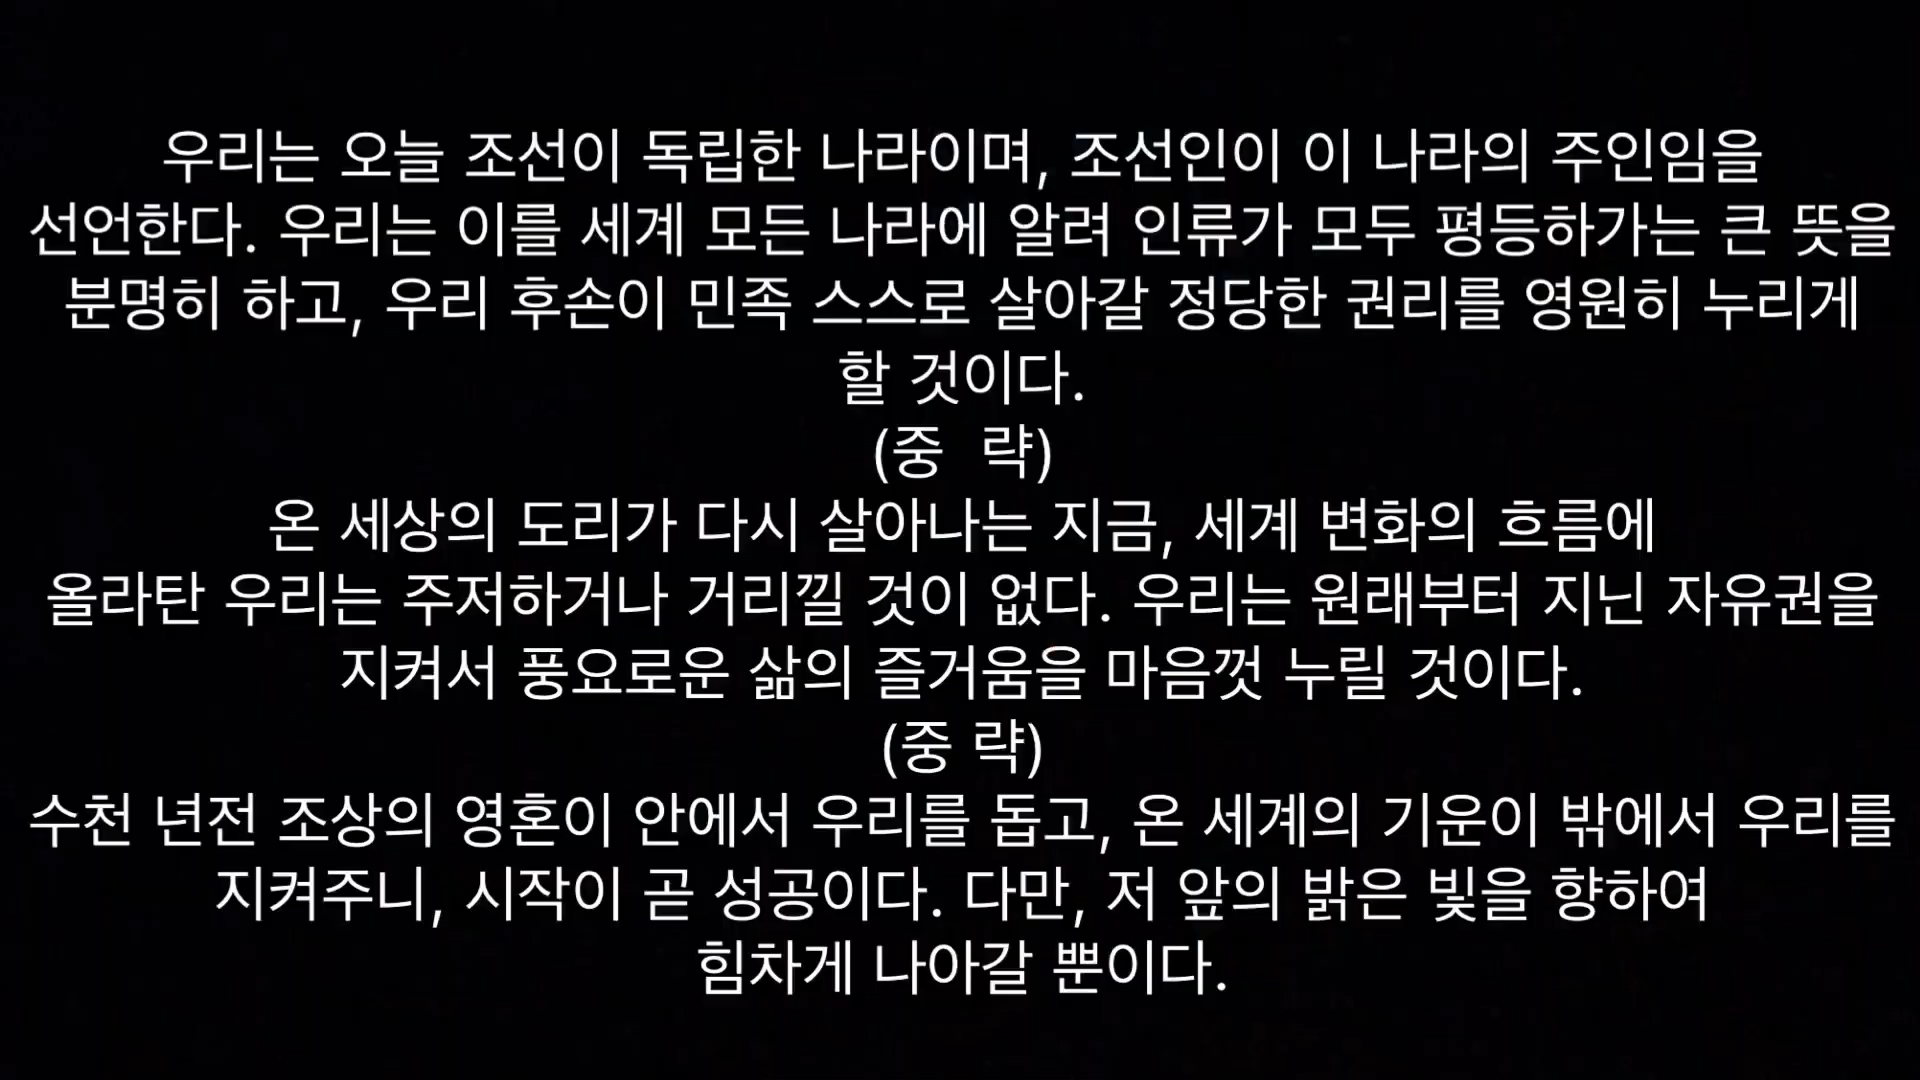 우리는 오늘 조선이 독립한 나라이며, 조선인이 이 나라의 주인임을
선언한다. 우리는 이를 세계 모든 나라에 알려 인류가 모두 평등하가는 큰 뜻을
분명히 하고, 우리 후손이 민족 스스로 살아갈 정당한 권리를 영원히 누리게
할 것이다.
(중  략)
온 세상의 도리가 다시 살아나는 지금, 세계 변화의 흐름에
올라탄 우리는 주저하거나 거리낄 것이 없다. 우리는 원래부터 지닌 자유권을
지켜서 풍요로운 삶의 즐거움을 마음껏 누릴 것이다.
(중 략)
수천 년전 조상의 영혼이 안에서 우리를 돕고, 온 세계의 기운이 밖에서 우리를
지켜주니, 시작이 곧 성공이다. 다만, 저 앞의 밝은 빛을 향하여
힘차게 나아갈 뿐이다.